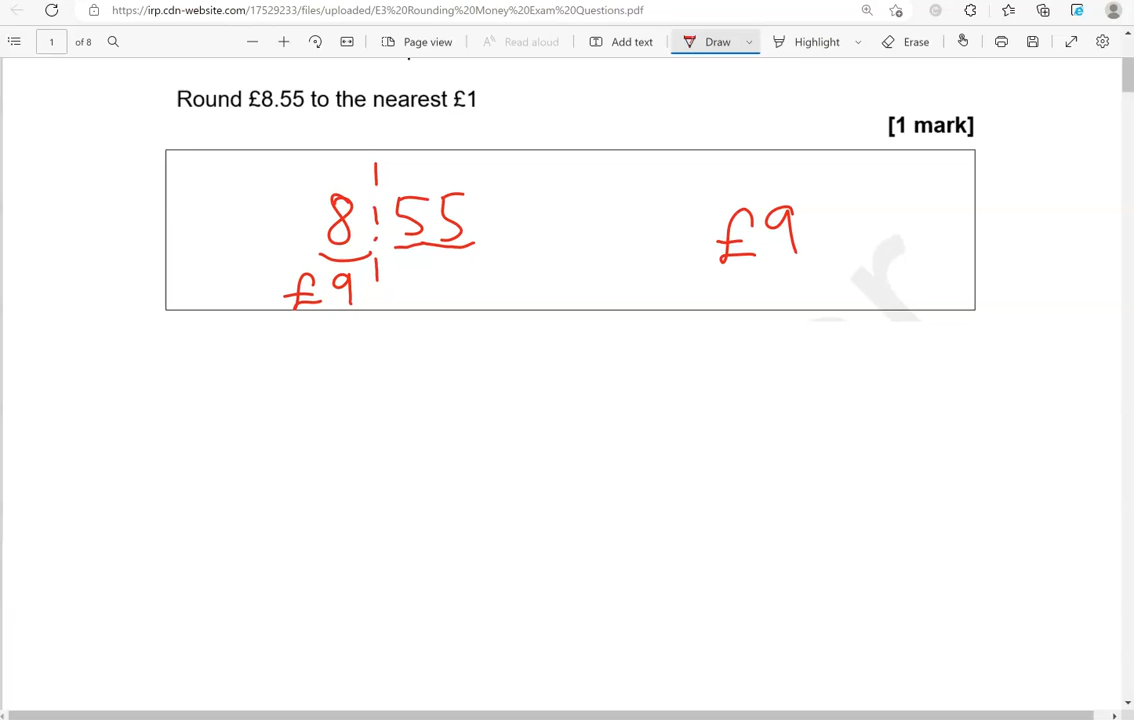 https://irp.cdn-website.com/17529233/files/uploaded/E3%20Rounding%20Money%20Exam%20Questions.pdf
1 of 8 Page view Read aloud Add text Draw Highlight Erase
Round £8.55 to the nearest £1
[1 mark]
8.55
£9
£9